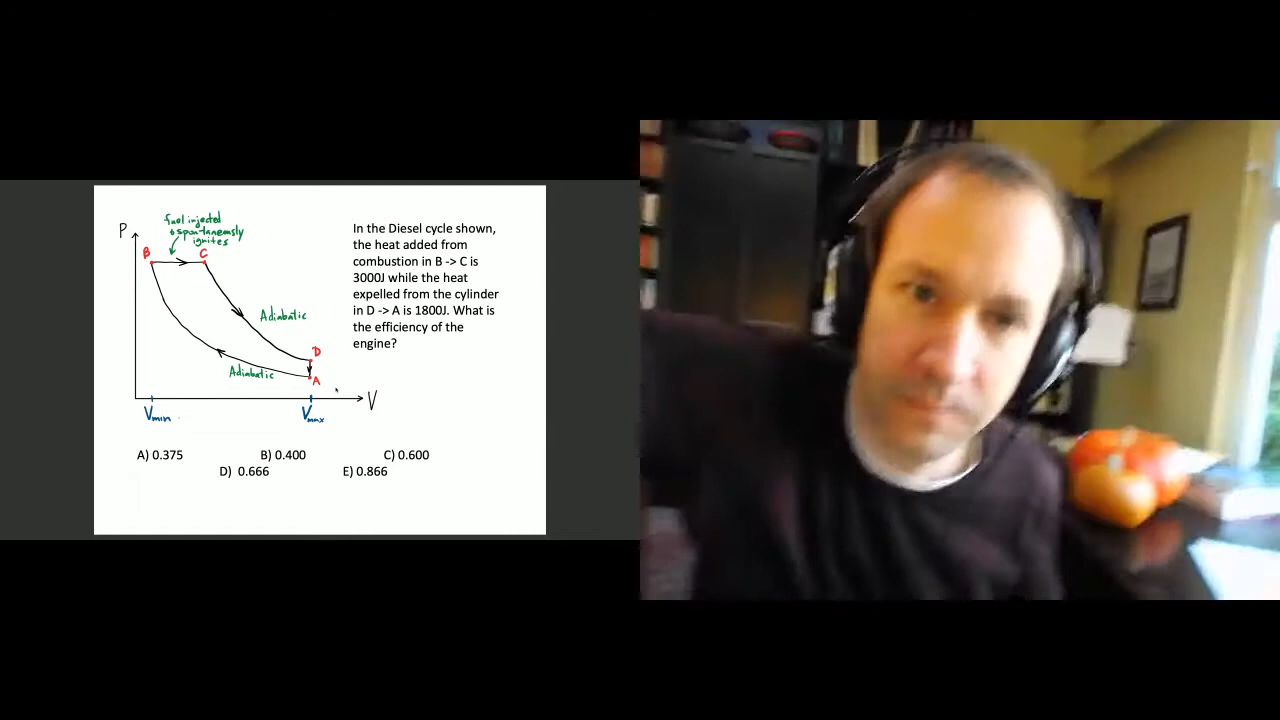 fuel injected
& spontaneously
ignites
P
B
C
Adiabatic
D
Adiabatic
A
V
Vmin
Vmax
In the Diesel cycle shown,
the heat added from
combustion in B -> C is
3000J while the heat
expelled from the cylinder
in D -> A is 1800J. What is
the efficiency of the
engine?
A) 0.375 B) 0.400 C) 0.600
D) 0.666 E) 0.866